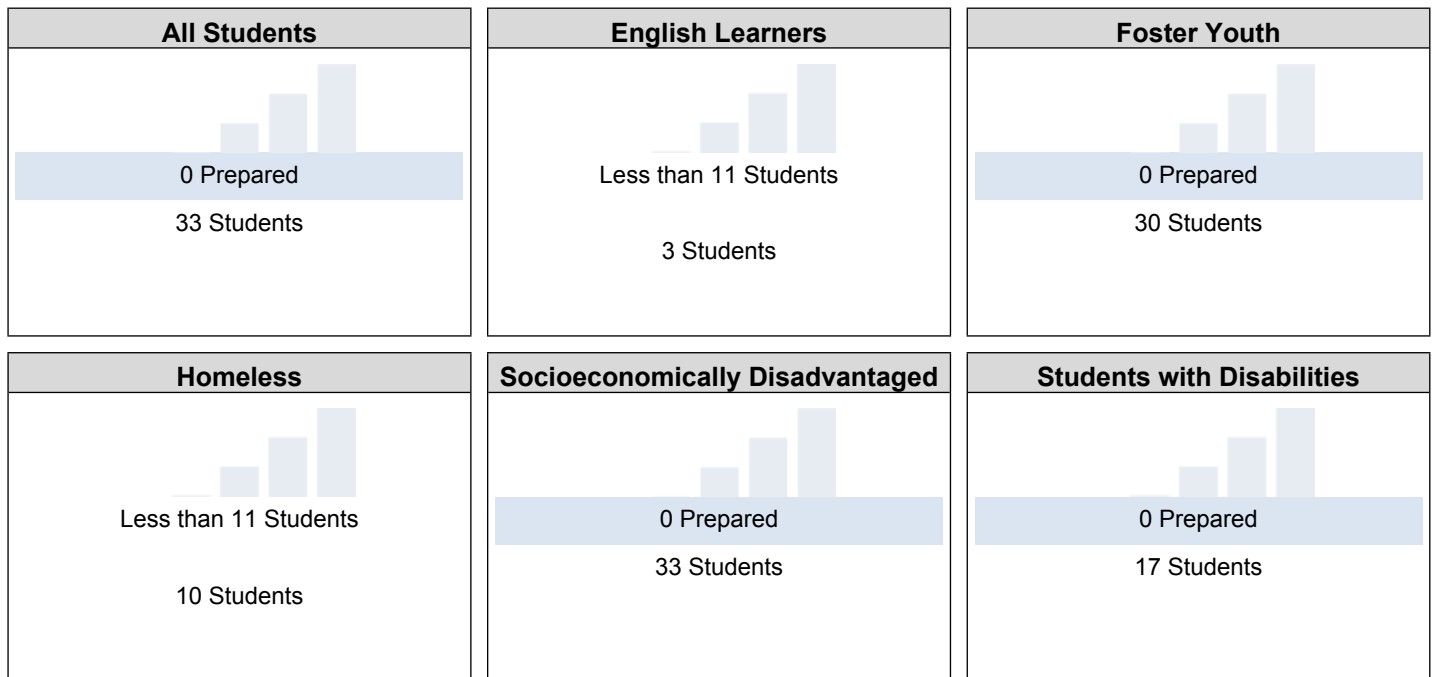 All Students
0 Prepared
33 Students
English Learners
Less than 11 Students
3 Students
Foster Youth
0 Prepared
30 Students
Homeless
Less than 11 Students
10 Students
Socioeconomically Disadvantaged
0 Prepared
33 Students
Students with Disabilities
0 Prepared
17 Students